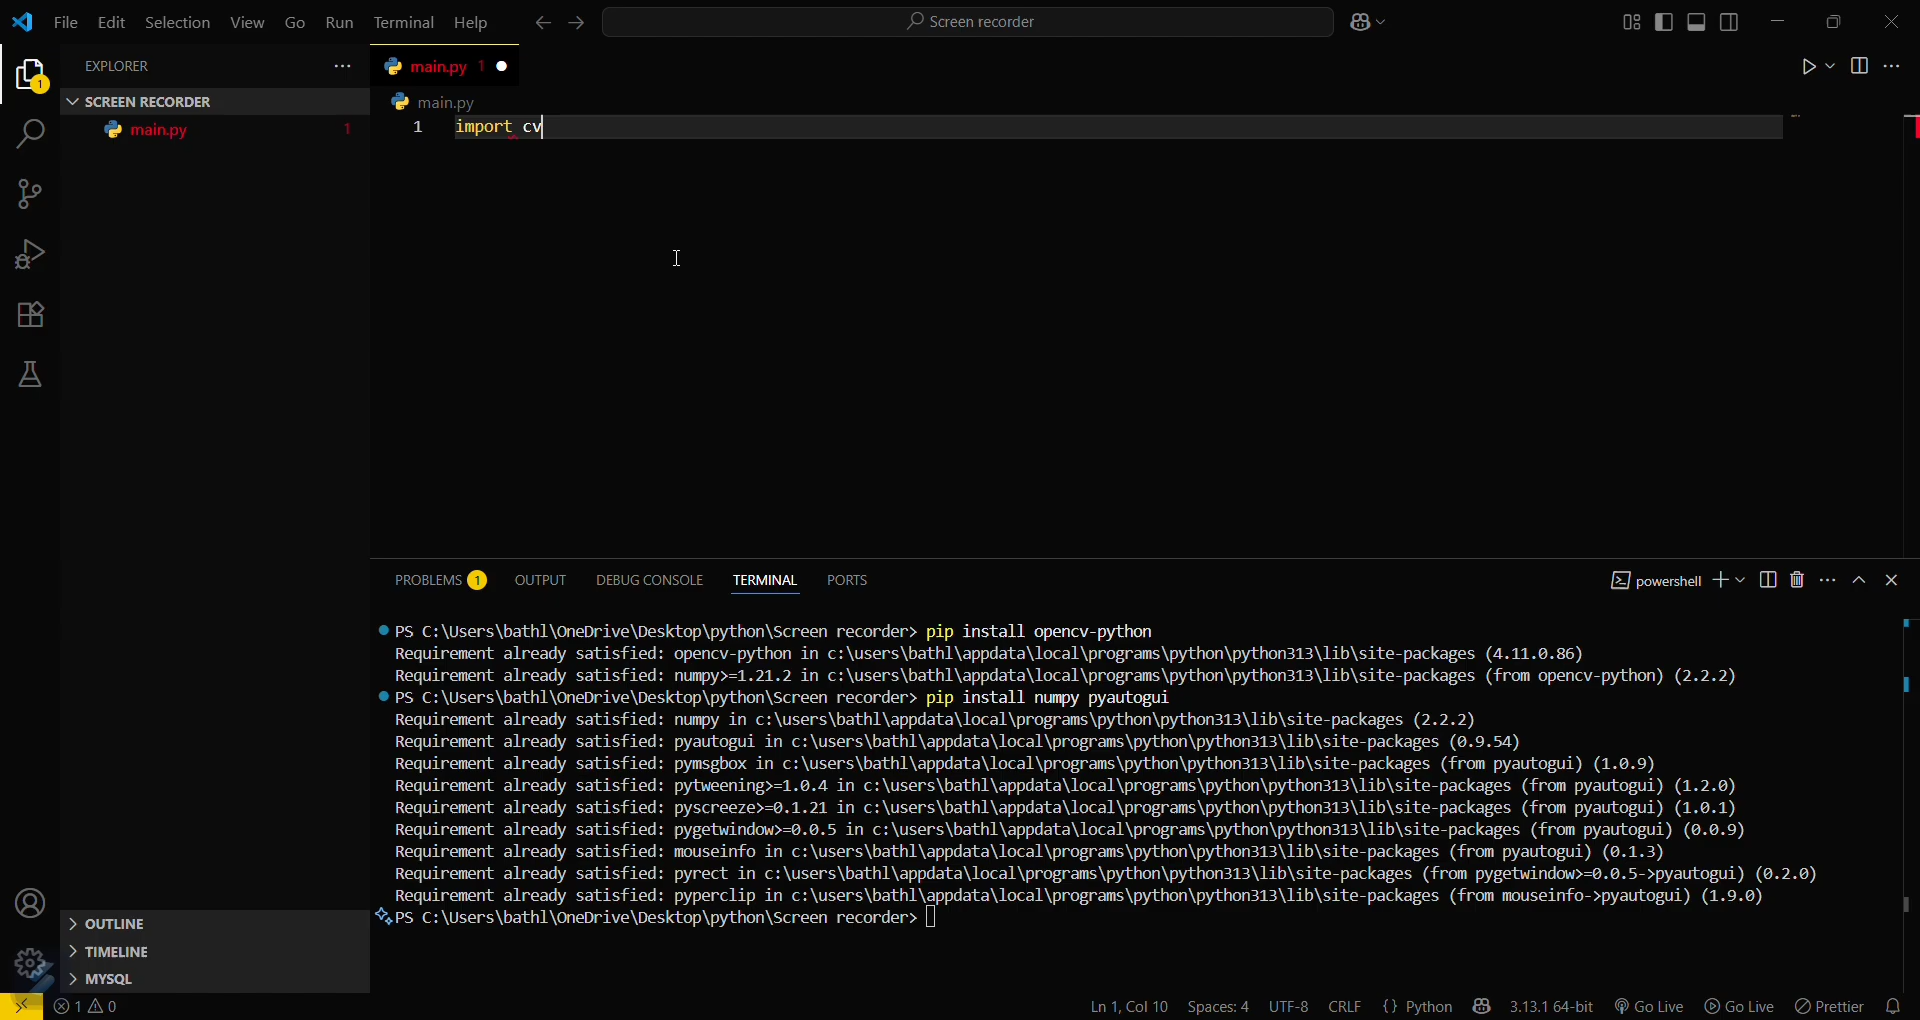 File Edit Selection View Go Run Terminal Help
Screen recorder
EXPLORER
main.py 1
1
SCREEN RECORDER
main.py
main.py 1
1 import cv
PROBLEMS 1 OUTPUT DEBUG CONSOLE TERMINAL PORTS
powershell
PS C:\Users\bathl\OneDrive\Desktop\python\Screen recorder> pip install opencv-python
Requirement already satisfied: opencv-python in c:\users\bathl\appdata\local\programs\python\python313\lib\site-packages (4.11.0.86)
Requirement already satisfied: numpy>=1.21.2 in c:\users\bathl\appdata\local\programs\python\python313\lib\site-packages (from opencv-python) (2.2.2)
PS C:\Users\bathl\OneDrive\Desktop\python\Screen recorder> pip install numpy pyautogui
Requirement already satisfied: numpy in c:\users\bathl\appdata\local\programs\python\python313\lib\site-packages (2.2.2)
Requirement already satisfied: pyautogui in c:\users\bathl\appdata\local\programs\python\python313\lib\site-packages (0.9.54)
Requirement already satisfied: pymsgbox in c:\users\bathl\appdata\local\programs\python\python313\lib\site-packages (from pyautogui) (1.0.9)
Requirement already satisfied: pytweening>=1.0.4 in c:\users\bathl\appdata\local\programs\python\python313\lib\site-packages (from pyautogui) (1.2.0)
Requirement already satisfied: pyscreeze>=0.1.21 in c:\users\bathl\appdata\local\programs\python\python313\lib\site-packages (from pyautogui) (1.0.1)
Requirement already satisfied: pygetwindow>=0.0.5 in c:\users\bathl\appdata\local\programs\python\python313\lib\site-packages (from pyautogui) (0.0.9)
Requirement already satisfied: mouseinfo in c:\users\bathl\appdata\local\programs\python\python313\lib\site-packages (from pyautogui) (0.1.3)
Requirement already satisfied: pyrect in c:\users\bathl\appdata\local\programs\python\python313\lib\site-packages (from pygetwindow>=0.0.5->pyautogui) (0.2.0)
Requirement already satisfied: pyperclip in c:\users\bathl\appdata\local\programs\python\python313\lib\site-packages (from mouseinfo->pyautogui) (1.9.0)
PS C:\Users\bathl\OneDrive\Desktop\python\Screen recorder>
OUTLINE
TIMELINE
MYSQL
1 0
Ln 1, Col 10 Spaces: 4 UTF-8 CRLF {} Python 3.13.1 64-bit Go Live Go Live Prettier